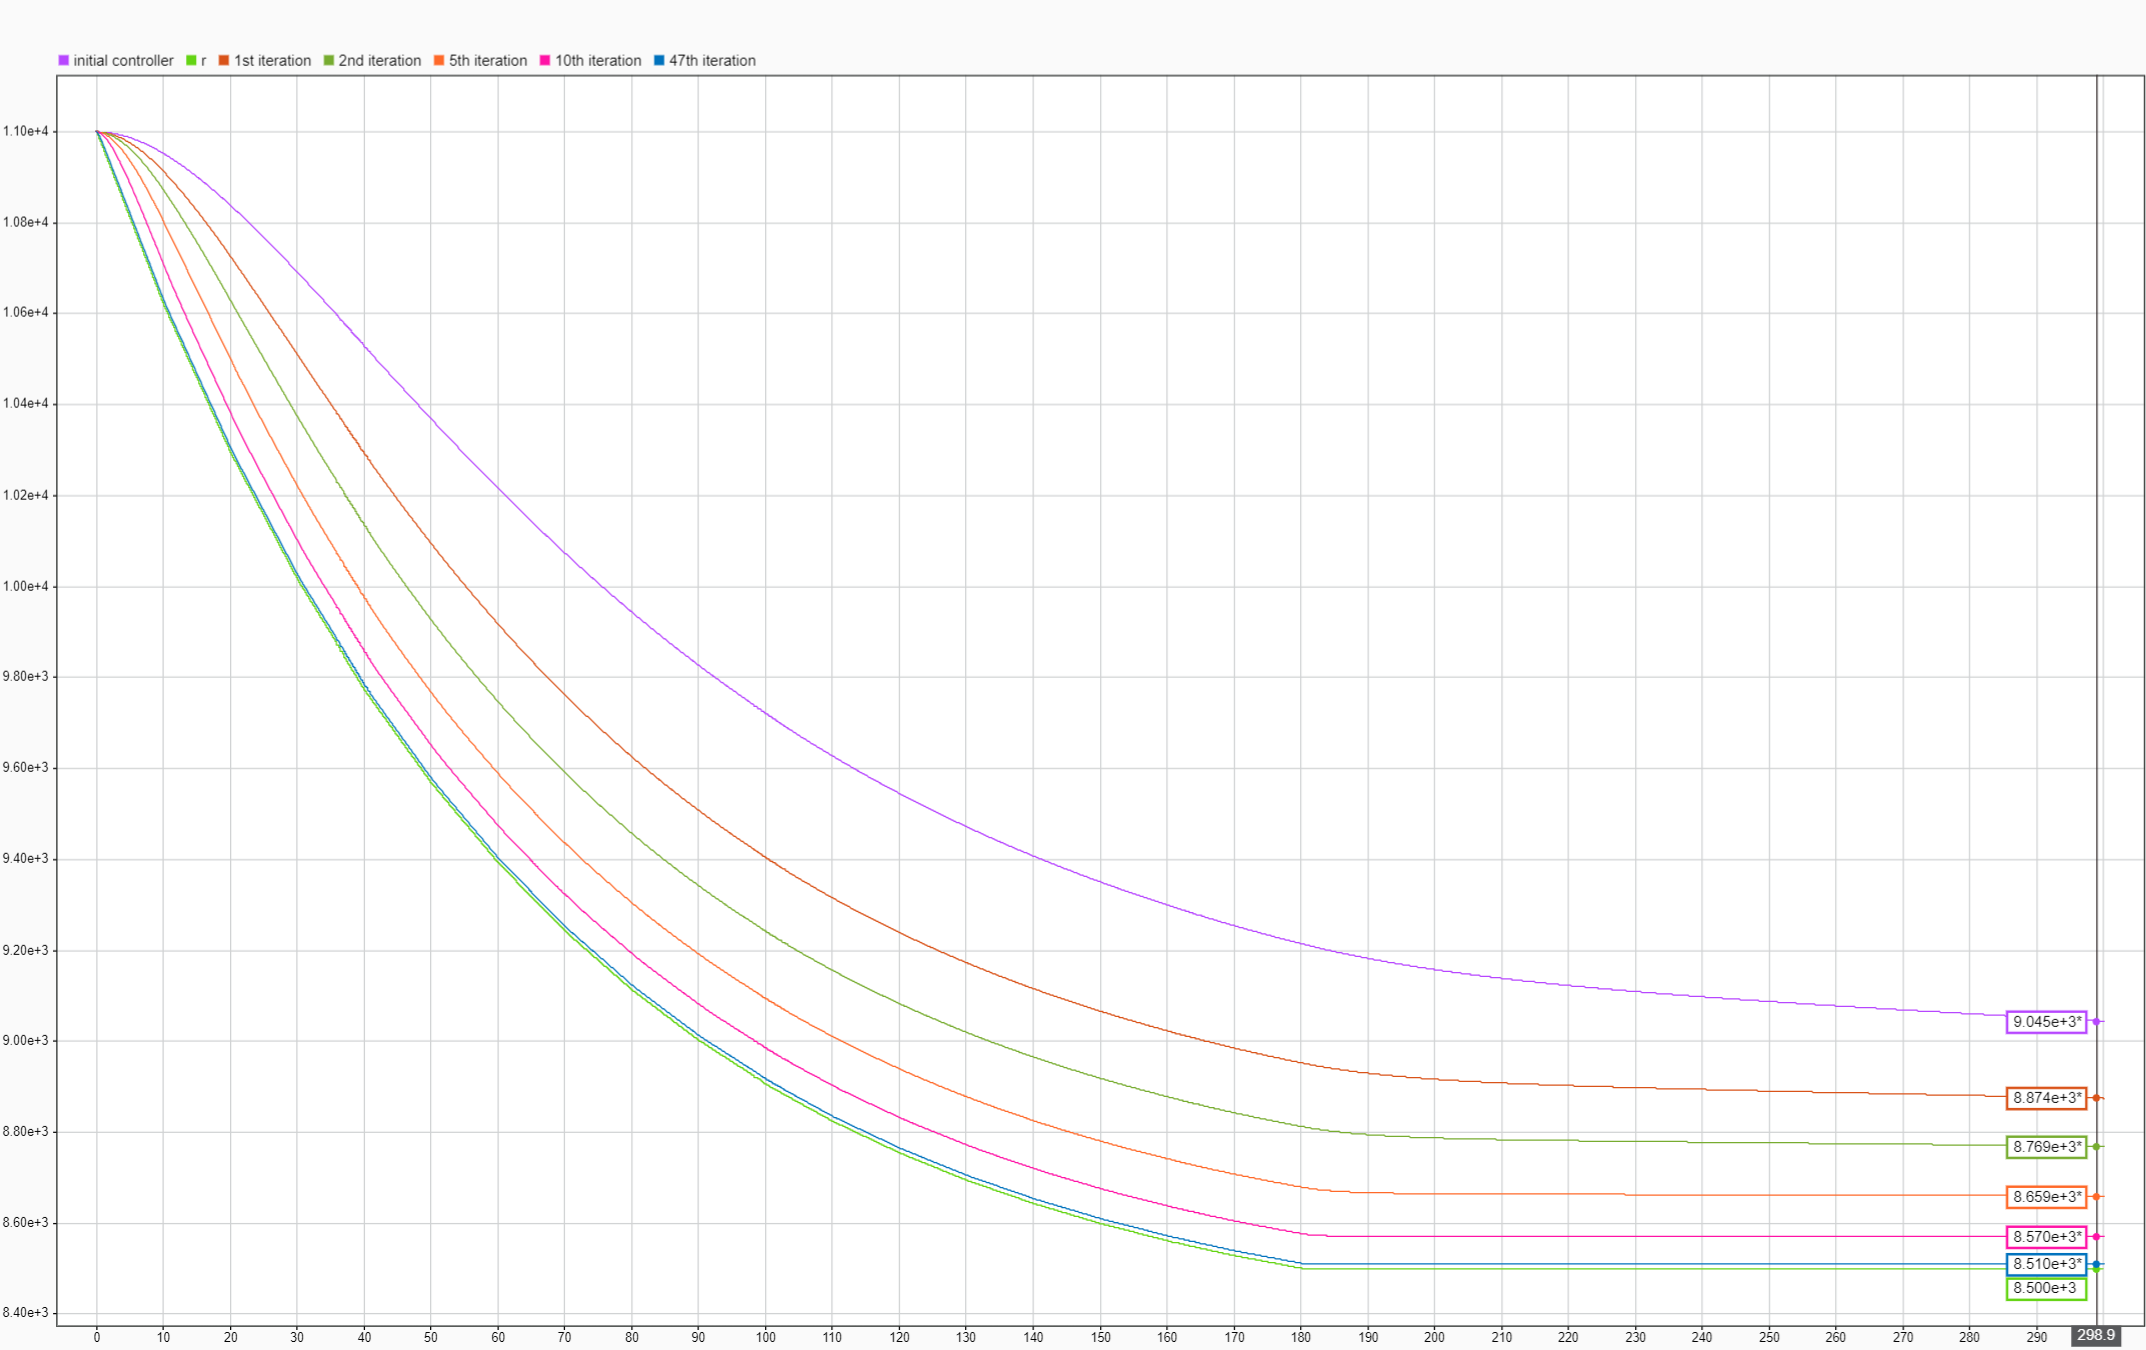 initial controller r 1st iteration 2nd iteration 5th iteration 10th iteration 47th iteration
1.10e+4
1.08e+4
1.06e+4
1.04e+4
1.02e+4
1.00e+4
9.80e+3
9.60e+3
9.40e+3
9.20e+3
9.00e+3
8.80e+3
8.60e+3
8.40e+3
9.045e+3*
8.874e+3*
8.769e+3*
8.659e+3*
8.570e+3*
8.510e+3*
8.500e+3
0 10 20 30 40 50 60 70 80 90 100 110 120 130 140 150 160 170 180 190 200 210 220 230 240 250 260 270 280 290 298.9